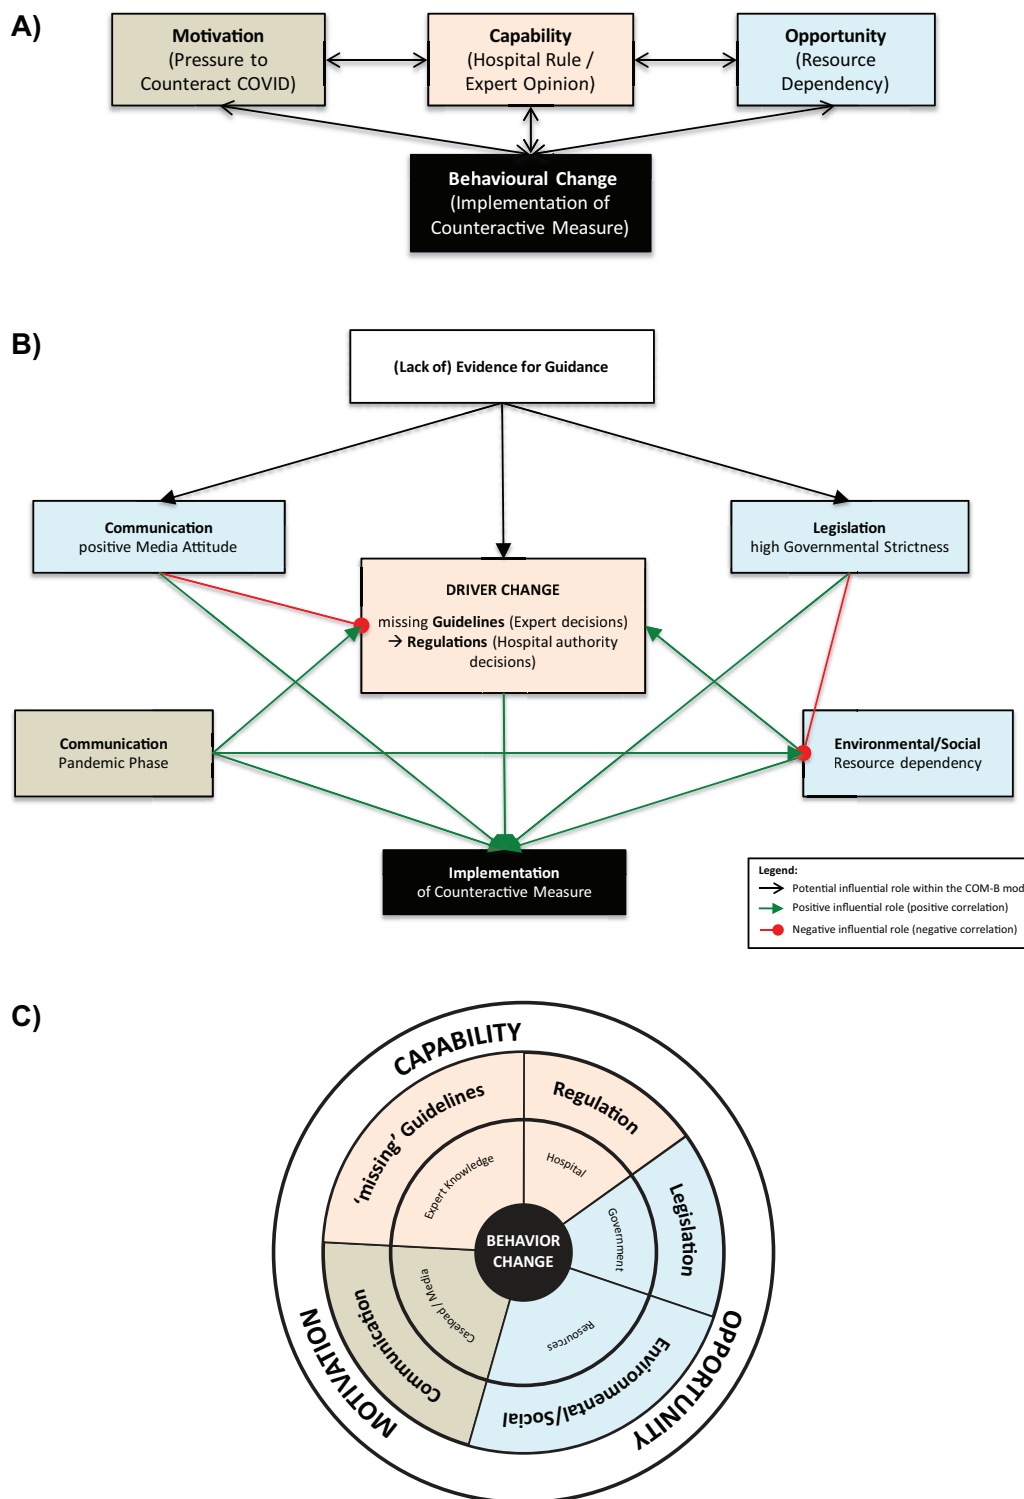 A)
Motivation
(Pressure to
Counteract COVID)
Capability
(Hospital Rule /
Expert Opinion)
Opportunity
(Resource
Dependency)
Behavioural Change
(Implementation of
Counteractive Measure)
B)
(Lack of) Evidence for Guidance
Communication
positive Media Attitude
Legislation
high Governmental Strictness
DRIVER CHANGE
missing Guidelines (Expert decisions)
→ Regulations (Hospital authority
decisions)
Communication
Pandemic Phase
Environmental/Social
Resource dependency
Implementation
of Counteractive Measure
Legend:
Potential influential role within the COM-B mod
Positive influential role (positive correlation)
Negative influential role (negative correlation)
C)
CAPABILITY
'missing' Guidelines
Regulation
Expert Knowledge
Hospital
Legislation
Government
BEHAVIOR
CHANGE
Caseload / Media
Resources
Communication
Environmental/Social
MOTIVATION
OPPORTUNITY